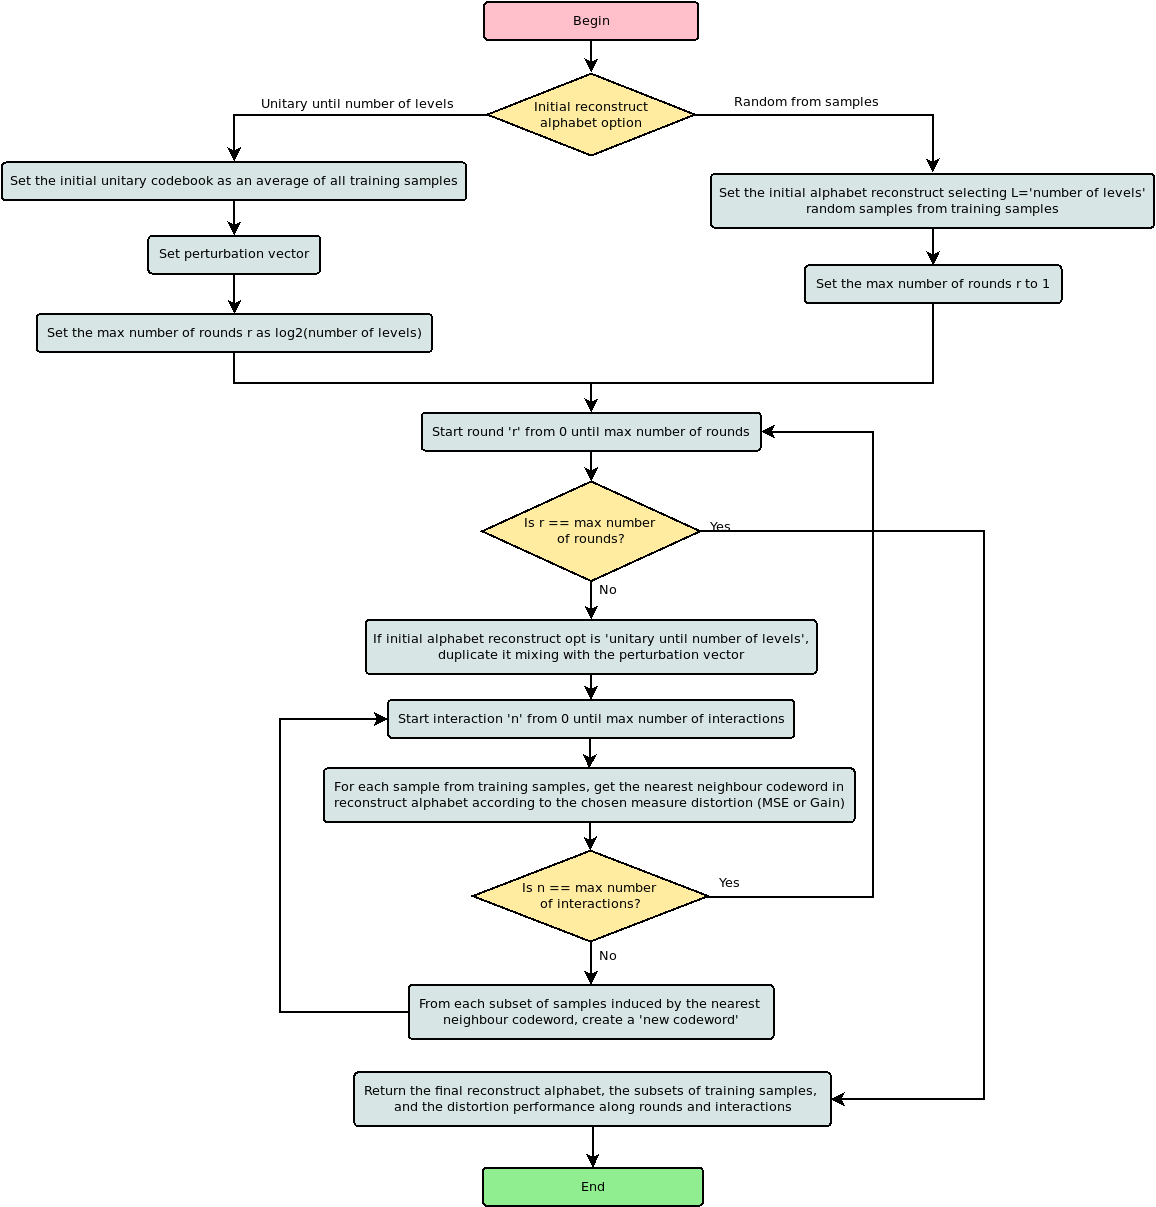 Begin
Initial reconstruct
alphabet option
Unitary until number of levels
Random from samples
Set the initial unitary codebook as an average of all training samples
Set perturbation vector
Set the max number of rounds r as log2(number of levels)
Set the initial alphabet reconstruct selecting L='number of levels'
random samples from training samples
Set the max number of rounds r to 1
Start round 'r' from 0 until max number of rounds
Is r == max number
of rounds?
Yes
No
If initial alphabet reconstruct opt is 'unitary until number of levels',
duplicate it mixing with the perturbation vector
Start interaction 'n' from 0 until max number of interactions
For each sample from training samples, get the nearest neighbour codeword in
reconstruct alphabet according to the chosen measure distortion (MSE or Gain)
Is n == max number
of interactions?
Yes
No
From each subset of samples induced by the nearest
neighbour codeword, create a 'new codeword'
Return the final reconstruct alphabet, the subsets of training samples,
and the distortion performance along rounds and interactions
End